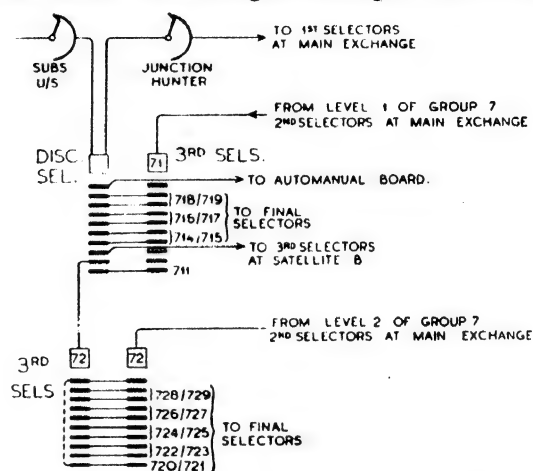 TO 1ST SELECTORS
AT MAIN EXCHANGE
SUBS
U/S
JUNCTION
HUNTER
FROM LEVEL 1 OF GROUP 7
2ND SELECTORS AT MAIN EXCHANGE
DISC.
SEL.
71
3RD SELS.
TO AUTOMANUAL BOARD.
718/719
716/717
714/715
TO FINAL
SELECTORS
TO 3RD SELECTORS
AT SATELLITE B
711
FROM LEVEL 2 OF GROUP 7
2ND SELECTORS AT MAIN EXCHANGE
3RD
SELS
72
72
728/729
726/727
724/725
722/723
720/721
TO FINAL
SELECTORS